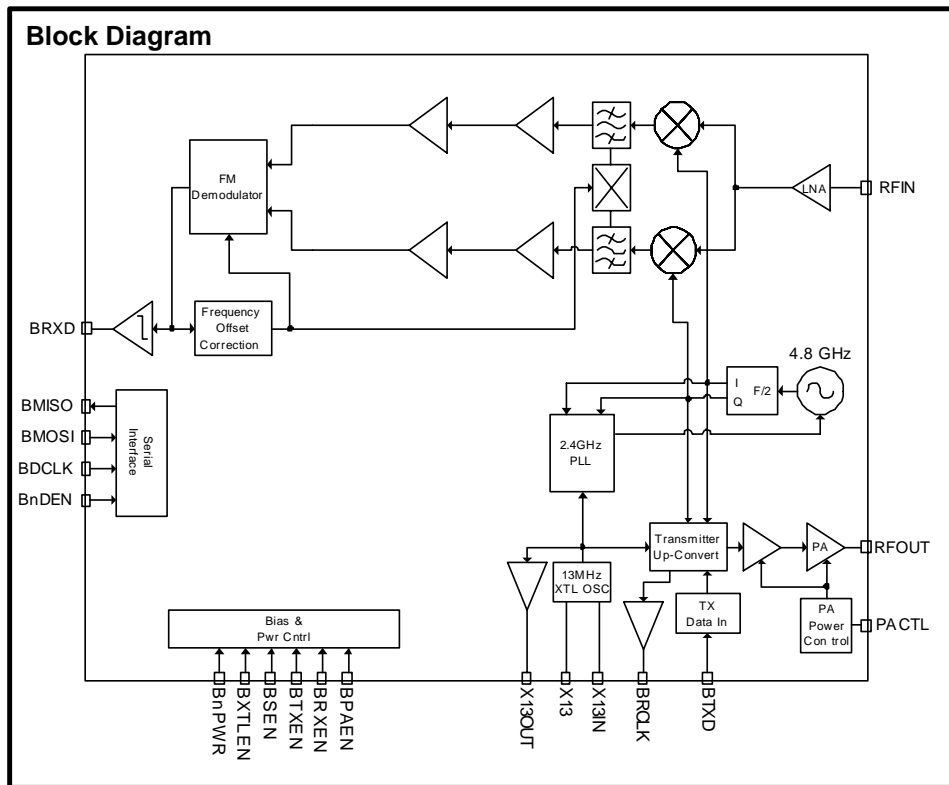 Block Diagram
FM
Demodulator
LNA
RFIN
BRXD
Frequency
Offset
Correction
4.8 GHz
I
Q
F/2
BMISO
BMOSI
BDCLK
BnDEN
Serial
Interface
2.4GHz
PLL
Transmitter
Up-Convert
PA
RFOUT
13MHz
XTL OSC
TX
Data In
PA
Power
Control
PACTL
Bias &
Pwr Cntrl
BnPWR
BXTLEN
BSEN
BTXEN
BRXEN
BPAEN
X13OUT
X13
X13IN
BRCLK
BTXD